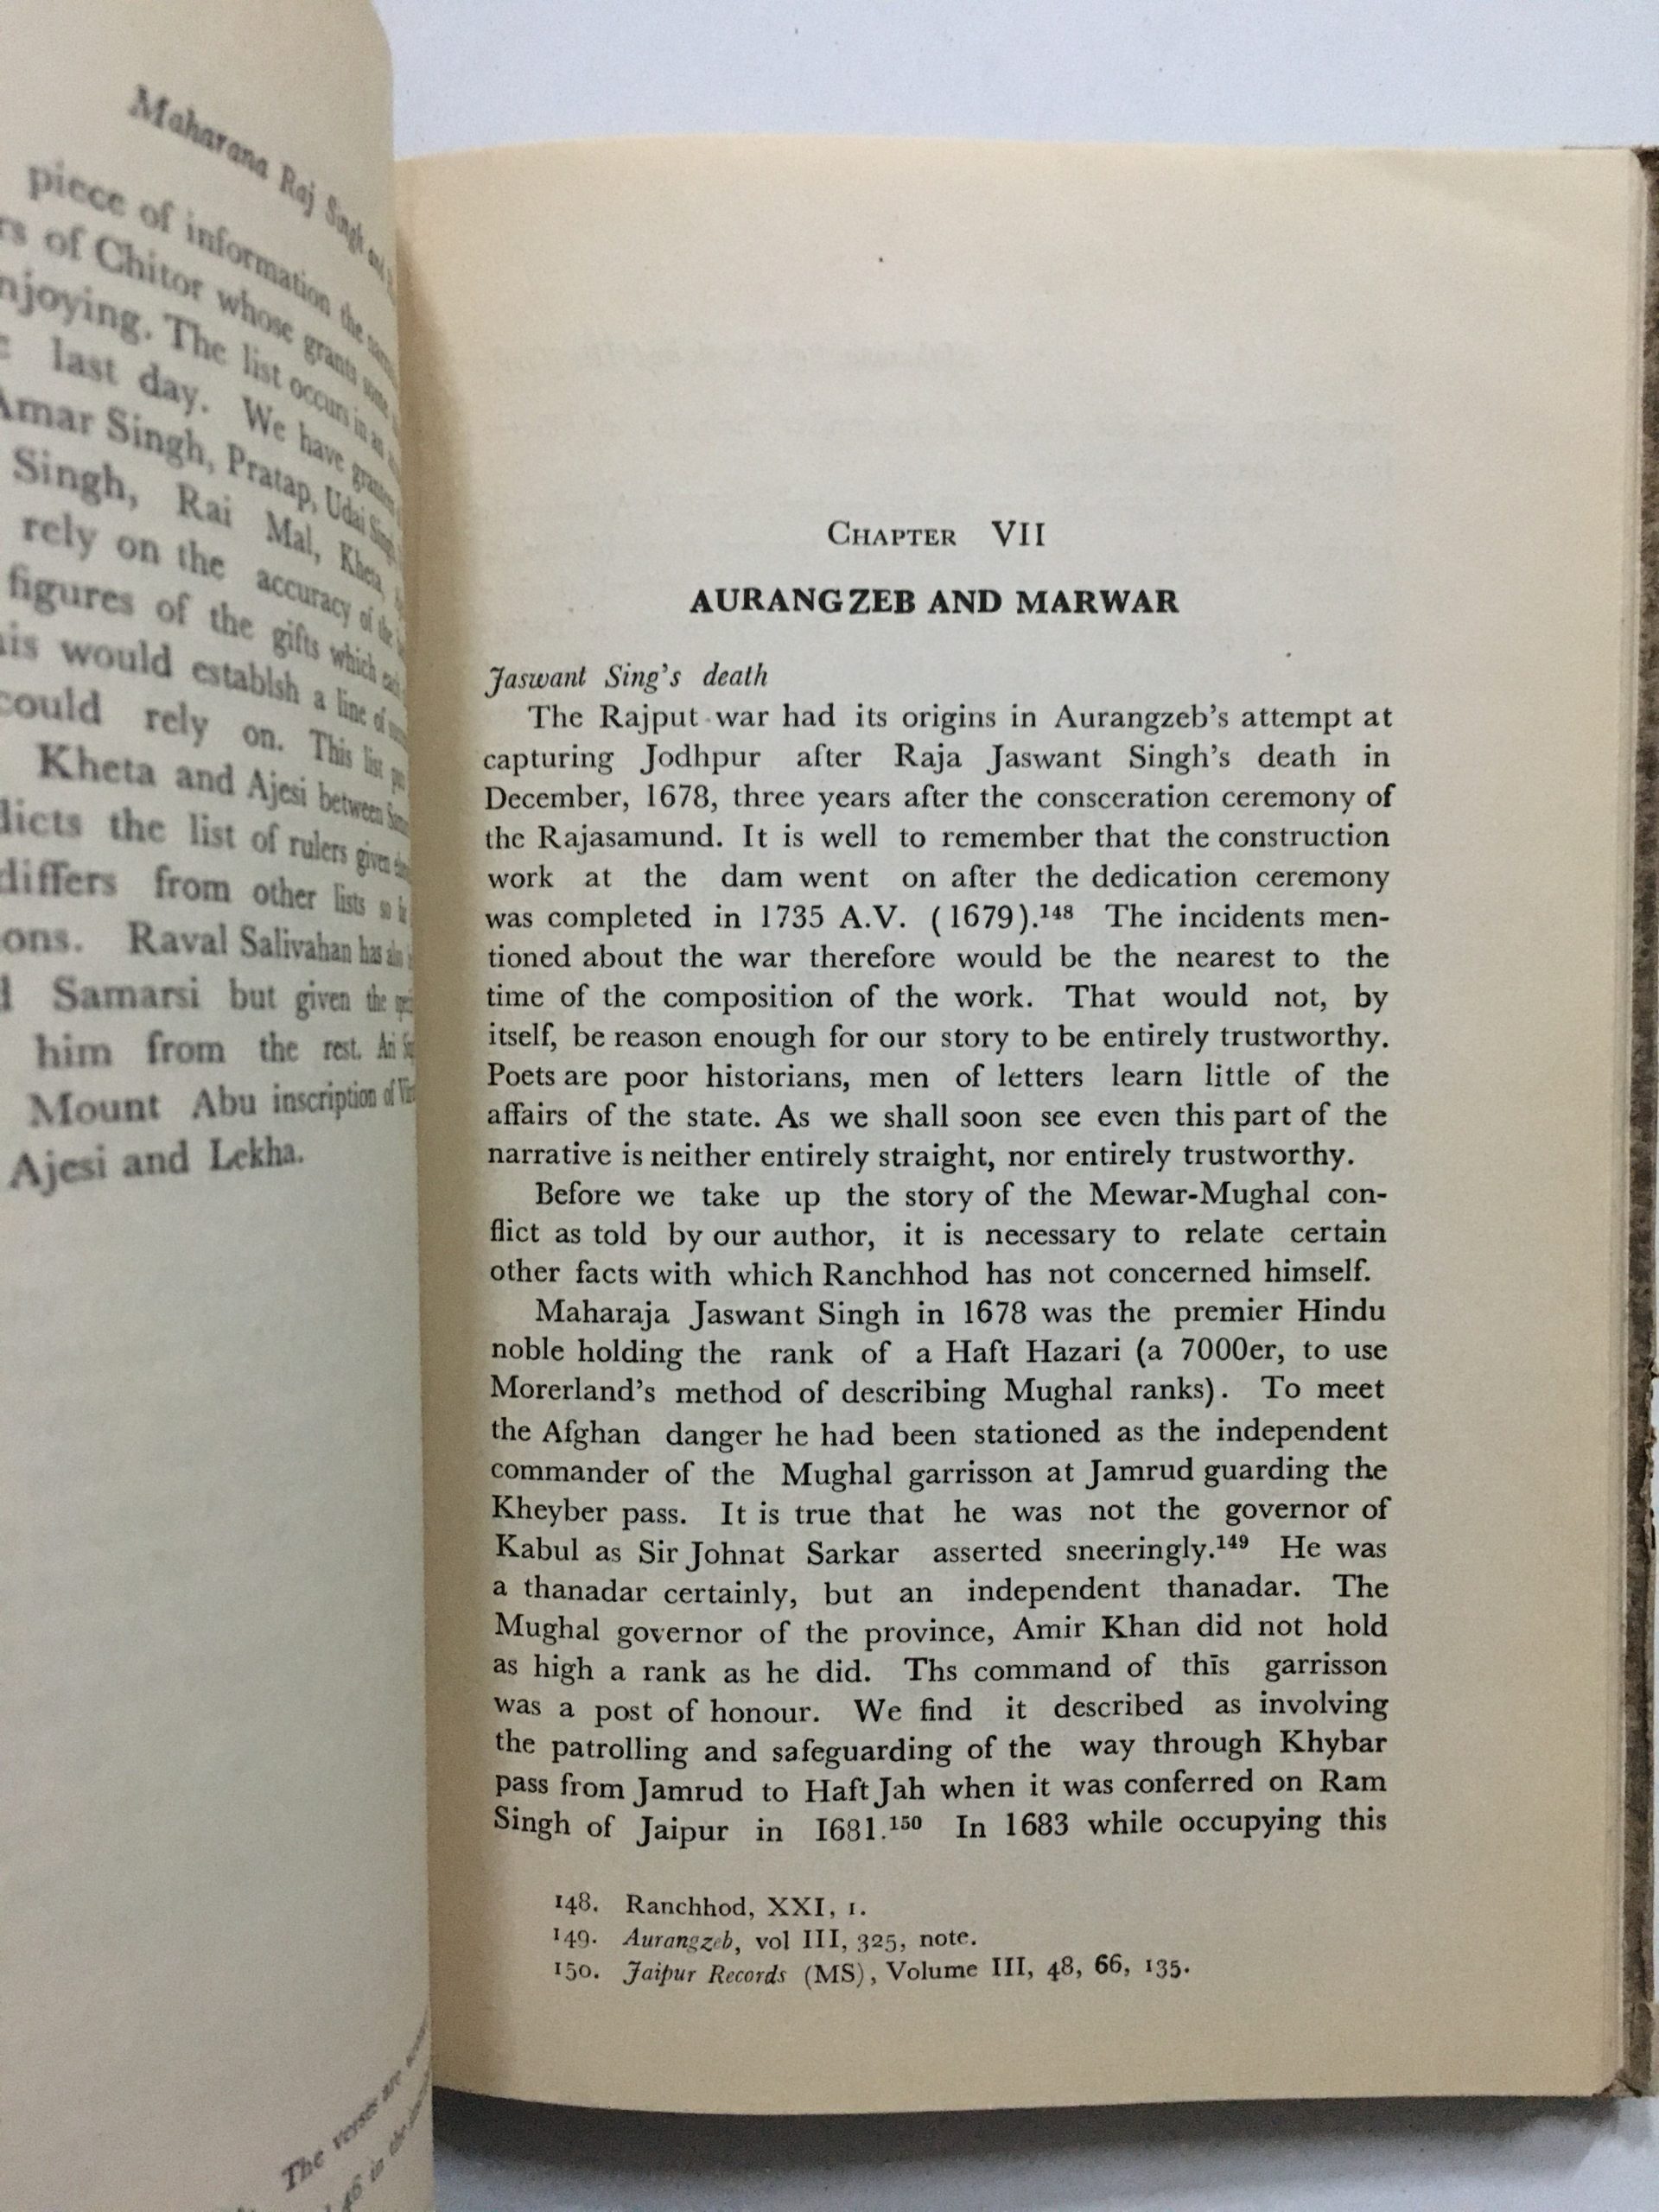 Maharana Raj Singh and
piece of information the
of Chitor whose grants some
njoying. The list occurs in an
last day. We have
Amar Singh, Pratap, Udai Singh
Singh, Rai Mal, Kheta,
rely on the accuracy of the
figures of the gifts which each
would establsh a line of
could rely on. This list
Kheta and Ajesi between
dicts the list of rulers given
differs from other lists so
ons. Raval Salivahan has also
Samarsi but given the
him from the rest. Ari
Mount Abu inscription of
Ajesi and Lekha.
The verses are
46 in the
CHAPTER VII
AURANGZEB AND MARWAR
Jaswant Sing's death
The Rajput war had its origins in Aurangzeb's attempt at
capturing Jodhpur after Raja Jaswant Singh's death in
December, 1678, three years after the consceration ceremony of
the Rajasamund. It is well to remember that the construction
work at the dam went on after the dedication ceremony
was completed in 1735 A.V. (1679).¹⁴⁸ The incidents men-
tioned about the war therefore would be the nearest to the
time of the composition of the work. That would not, by
itself, be reason enough for our story to be entirely trustworthy.
Poets are poor historians, men of letters learn little of the
affairs of the state. As we shall soon see even this part of the
narrative is neither entirely straight, nor entirely trustworthy.
Before we take up the story of the Mewar-Mughal con-
flict as told by our author, it is necessary to relate certain
other facts with which Ranchhod has not concerned himself.
Maharaja Jaswant Singh in 1678 was the premier Hindu
noble holding the rank of a Haft Hazari (a 7000er, to use
Morerland's method of describing Mughal ranks). To meet
the Afghan danger he had been stationed as the independent
commander of the Mughal garrisson at Jamrud guarding the
Kheyber pass. It is true that he was not the governor of
Kabul as Sir Johnat Sarkar asserted sneeringly.¹⁴⁹ He was
a thanadar certainly, but an independent thanadar. The
Mughal governor of the province, Amir Khan did not hold
as high a rank as he did. Ths command of this garrisson
was a post of honour. We find it described as involving
the patrolling and safeguarding of the way through Khybar
pass from Jamrud to Haft Jah when it was conferred on Ram
Singh of Jaipur in I681.¹⁵⁰ In 1683 while occupying this
148. Ranchhod, XXI, 1.
149. Aurangzeb, vol III, 325, note.
150. Jaipur Records (MS), Volume III, 48, 66, 135.